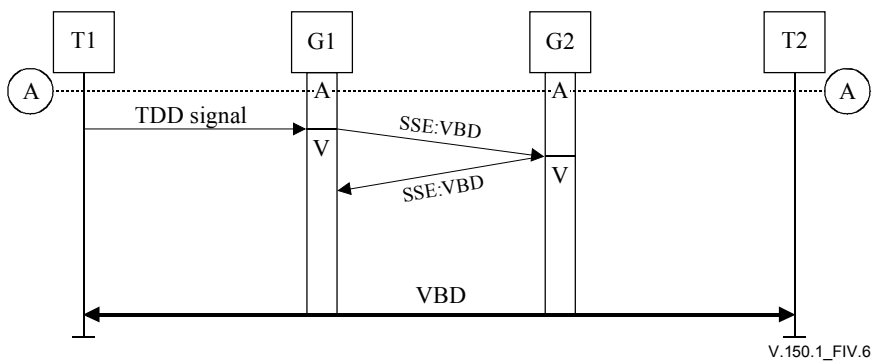 T1 G1 G2 T2
A A A A
TDD signal SSE:VBD
V
SSE:VBD V
VBD
V.150.1_FIV.6